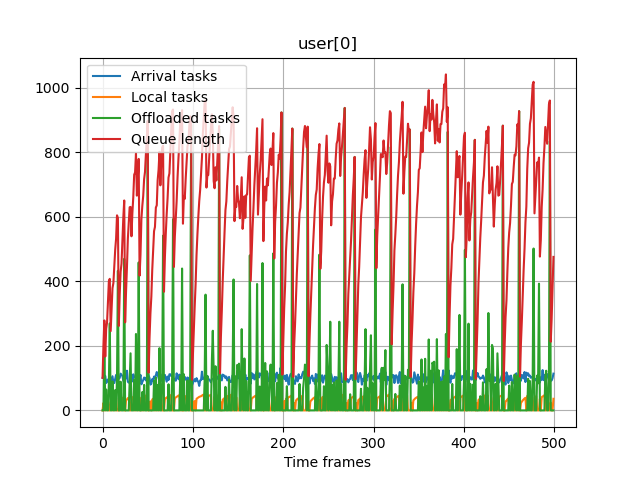 user[0]
Arrival tasks
Local tasks
Offloaded tasks
Queue length
1000
800
600
400
200
0
0 100 200 300 400 500
Time frames